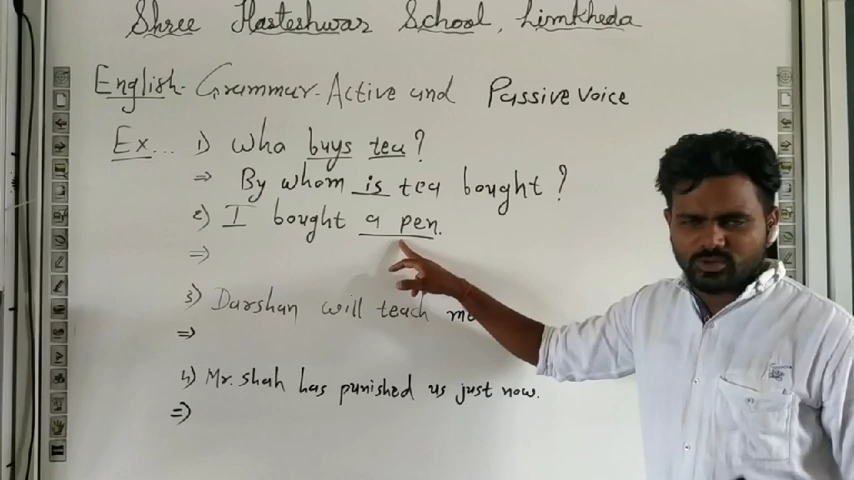 Shree Hasteshwar School, Limkheda
English- Grammar- Active and Passive Voice
Ex... 1) Who buys tea?
⇒ By whom is tea bought?
2) I bought a pen.
⇒
3) Darshan will teach me
⇒
4) Mr. Shah has punished us just now.
⇒